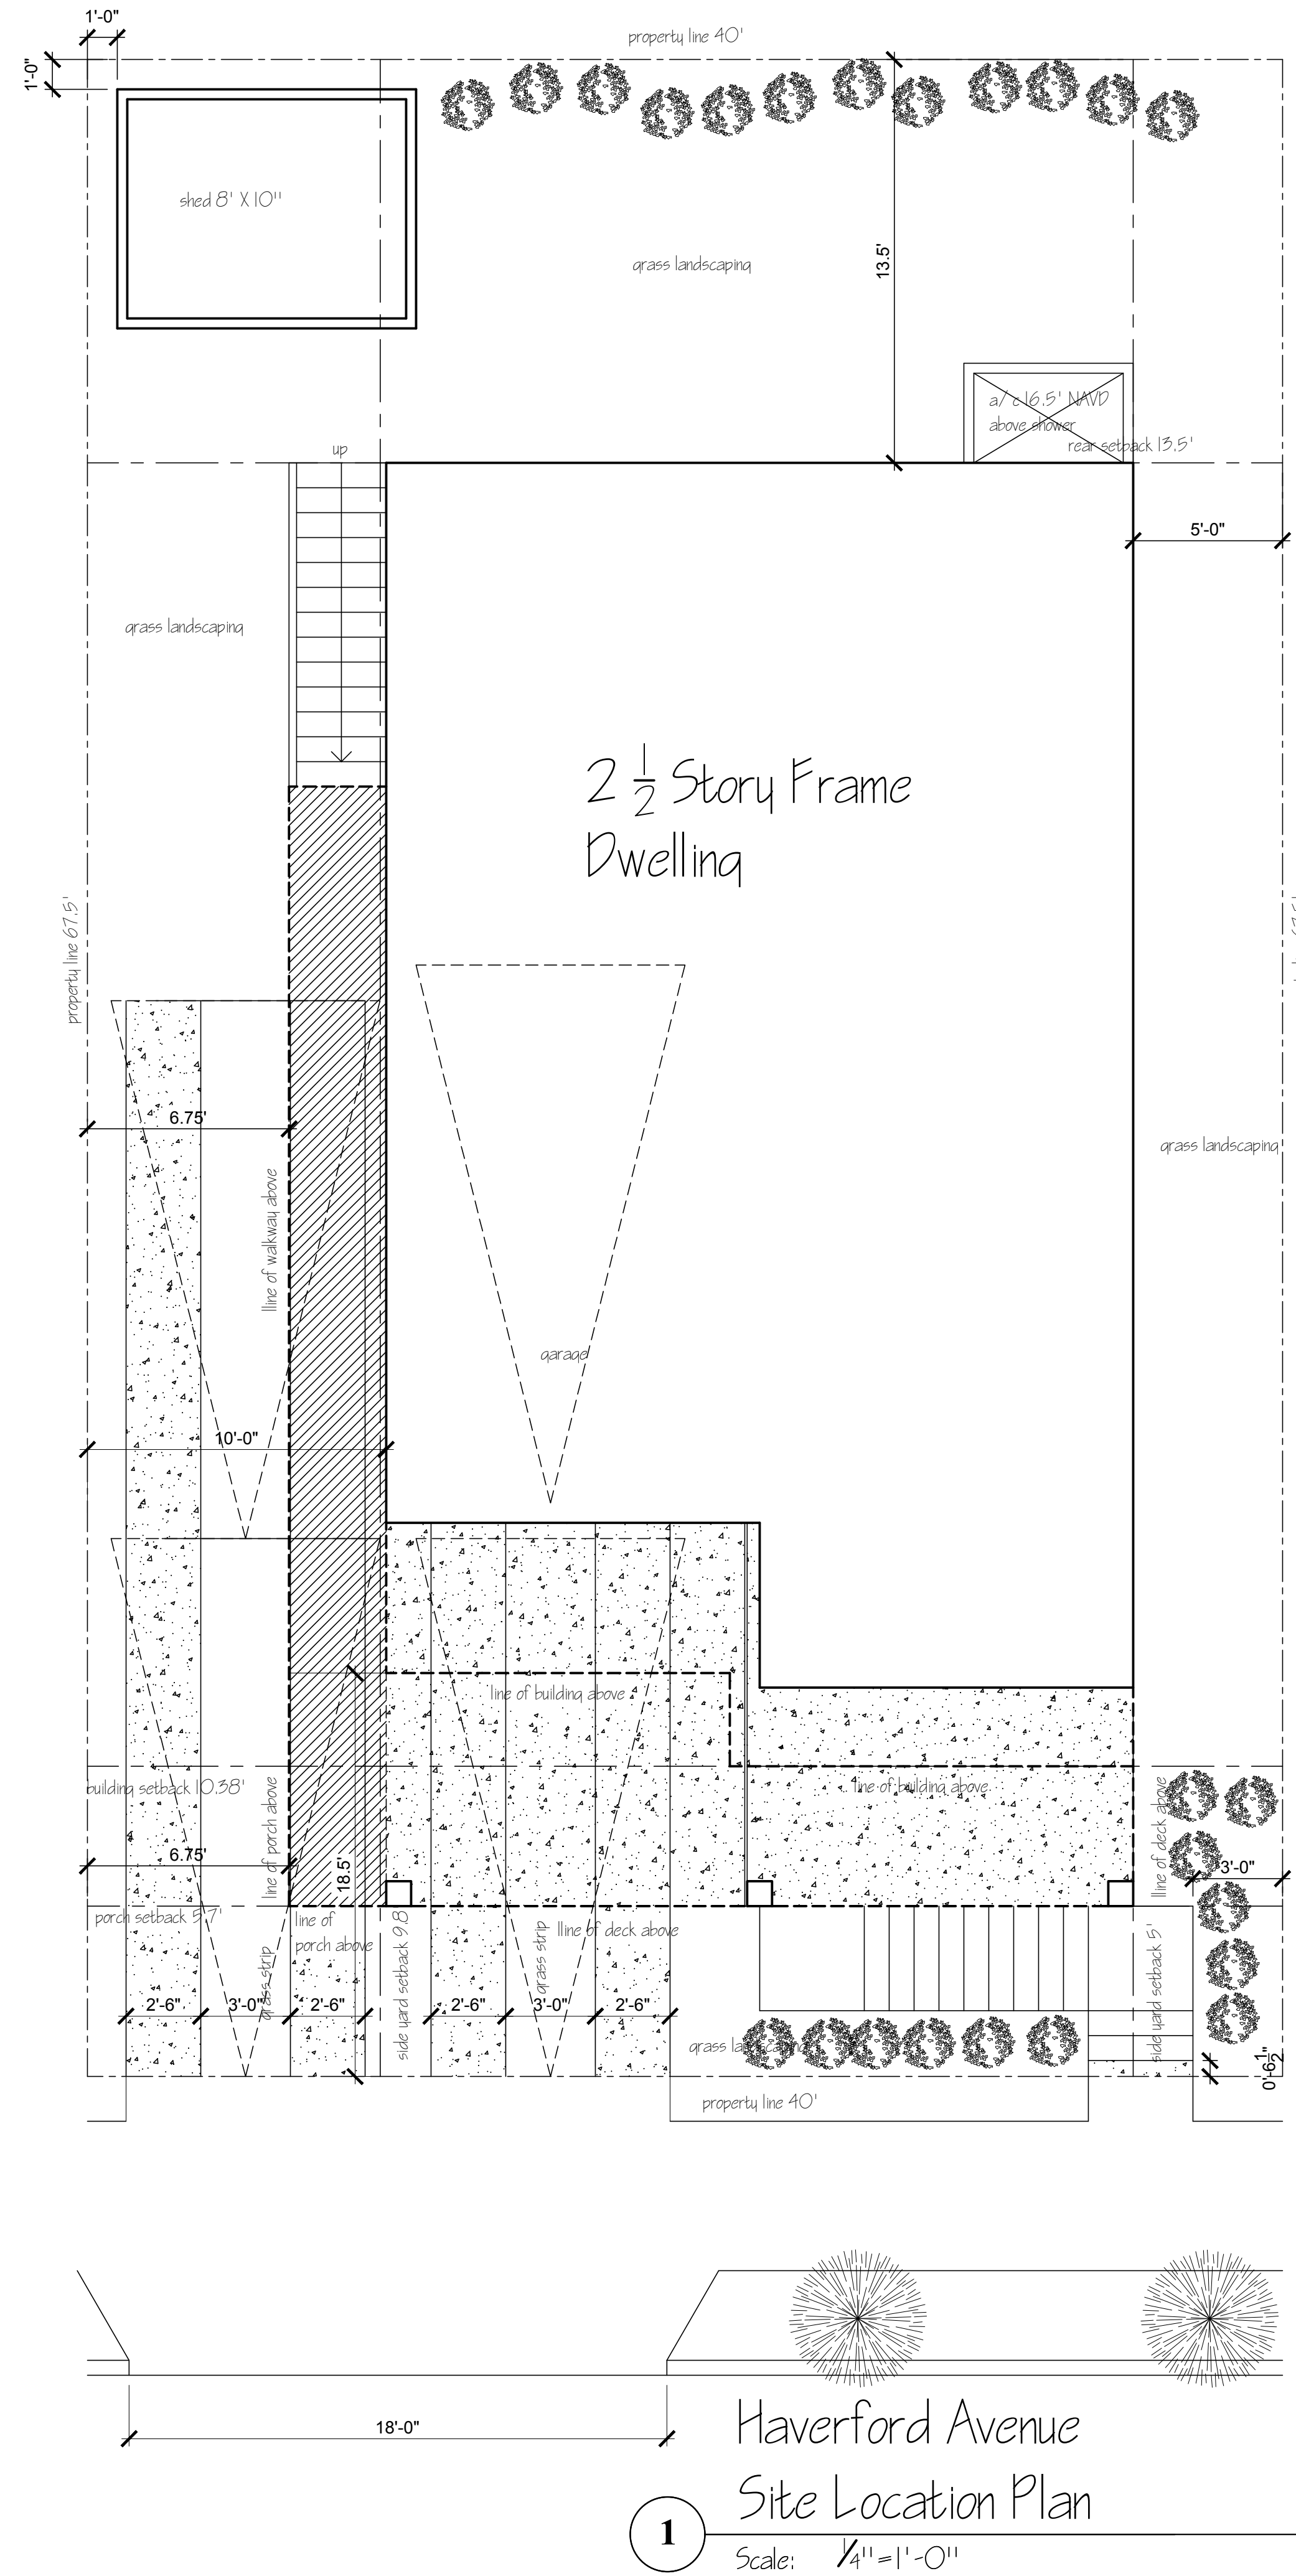 1'-0"
property line 40'
1'-0"
shed 8' X 10"
grass landscaping
13.5'
a/c 16.5' NAVD
above shower
rear setback 13.5'
up
5'-0"
grass landscaping
2 1/2 Story Frame
Dwelling
property line 67.5'
6.75'
grass landscaping
lline of walkway above
garage
10'-0"
line of building above
building setback 10.38'
line of building above
line of porch above
lline of deck above
6.75'
18.5'
3'-0"
porch setback 5.7'
line of
porch above
lline of deck above
grass strip
side yard setback 9.8
grass strip
side yard setback 5'
2'-6"
3'-0"
2'-6"
2'-6"
3'-0"
2'-6"
grass landscaping
0'-6 1/2"
property line 40'
18'-0"
Haverford Avenue
Site Location Plan
1
Scale: 1/4"=1'-0"